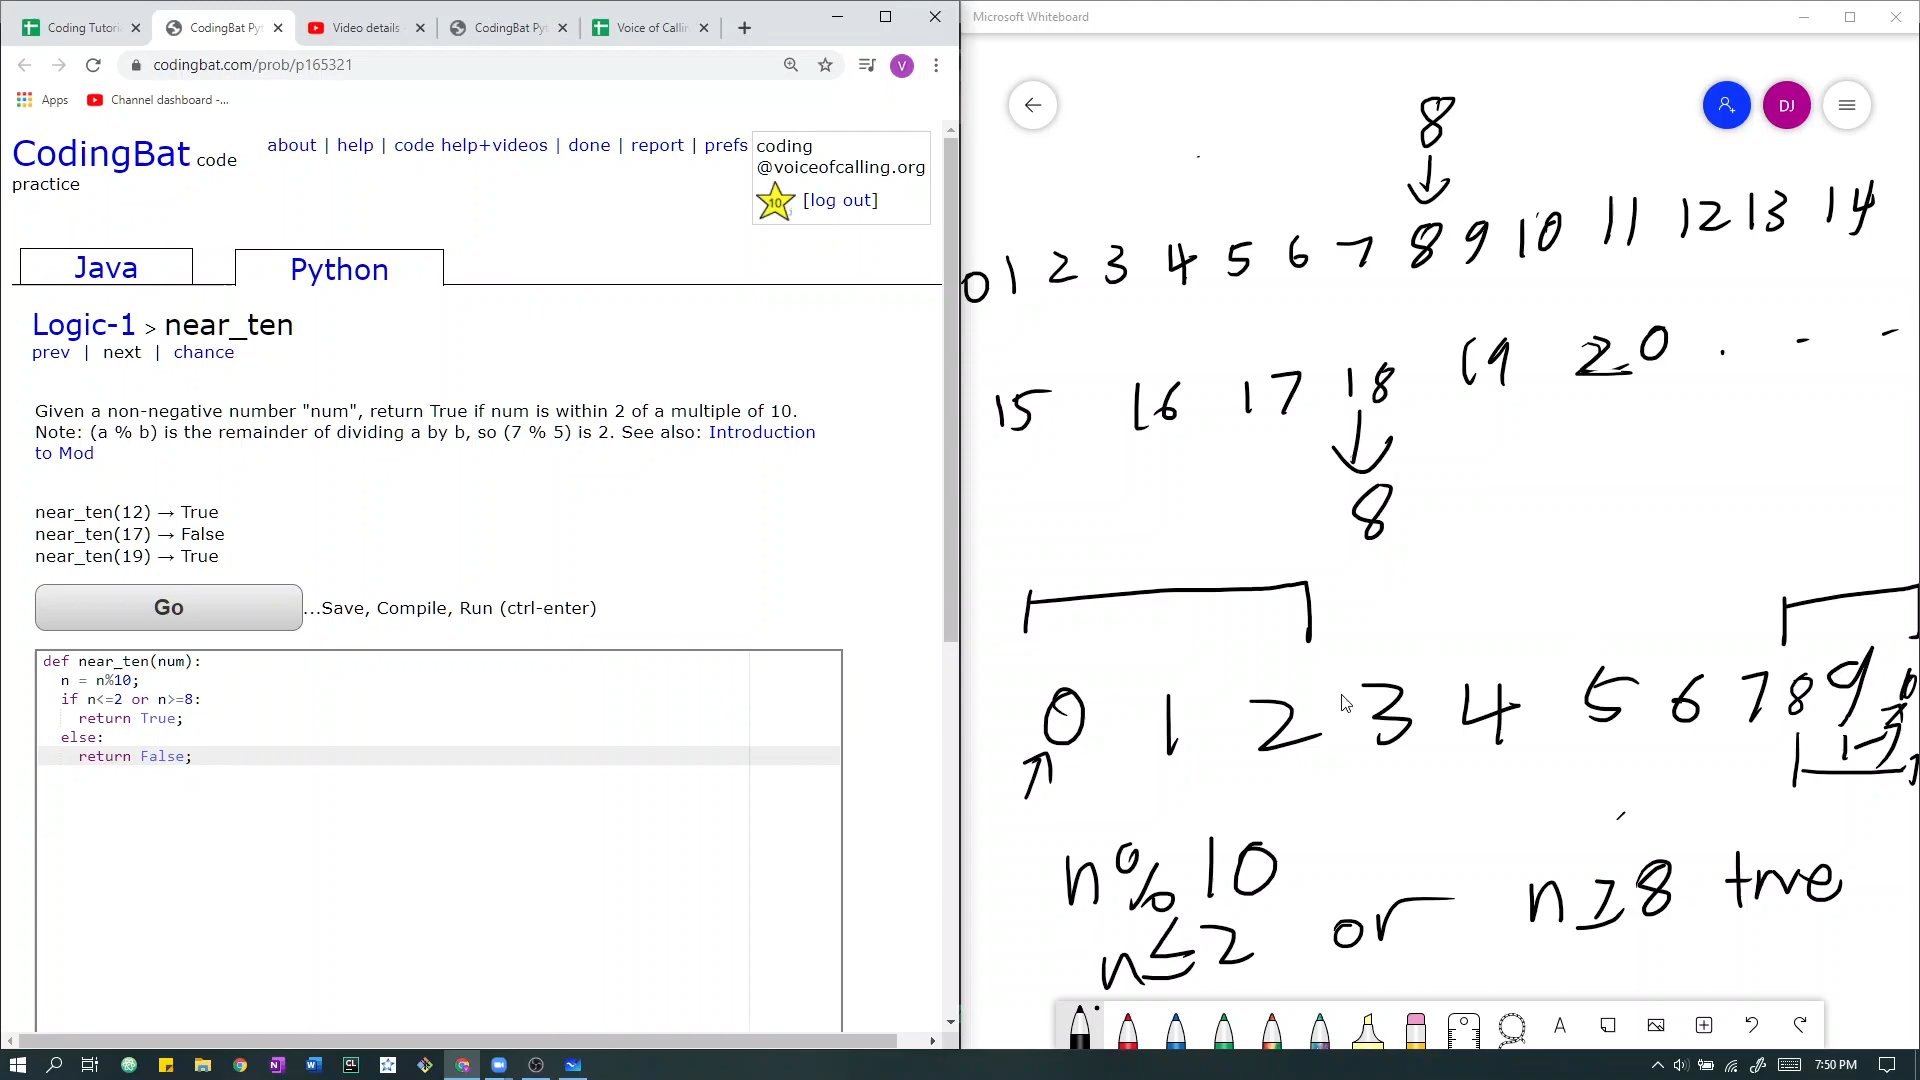 Coding Tutori
CodingBat Py
Video details
CodingBat Pyt
Voice of Callin
codingbat.com/prob/p165321
V
Apps
Channel dashboard -...
CodingBat code
practice
about | help | code help+videos | done | report | prefs
coding
@voiceofcalling.org
10
[log out]
Java
Python
Logic-1 > near_ten
prev | next | chance
Given a non-negative number "num", return True if num is within 2 of a multiple of 10.
Note: (a % b) is the remainder of dividing a by b, so (7 % 5) is 2. See also: Introduction
to Mod
near_ten(12) → True
near_ten(17) → False
near_ten(19) → True
Go
...Save, Compile, Run (ctrl-enter)
def near_ten(num):
n = n%10;
if n<=2 or n>=8:
return True;
else:
return False;
Microsoft Whiteboard
DJ
8
0 1 2 3 4 5 6 7 8 9 10 11 12 13 14
15 16 17 18 19 20 . . .
8
0 1 2 3 4 5 6 7 8 9
n%10
n≤2 or n≥8 true
7:50 PM